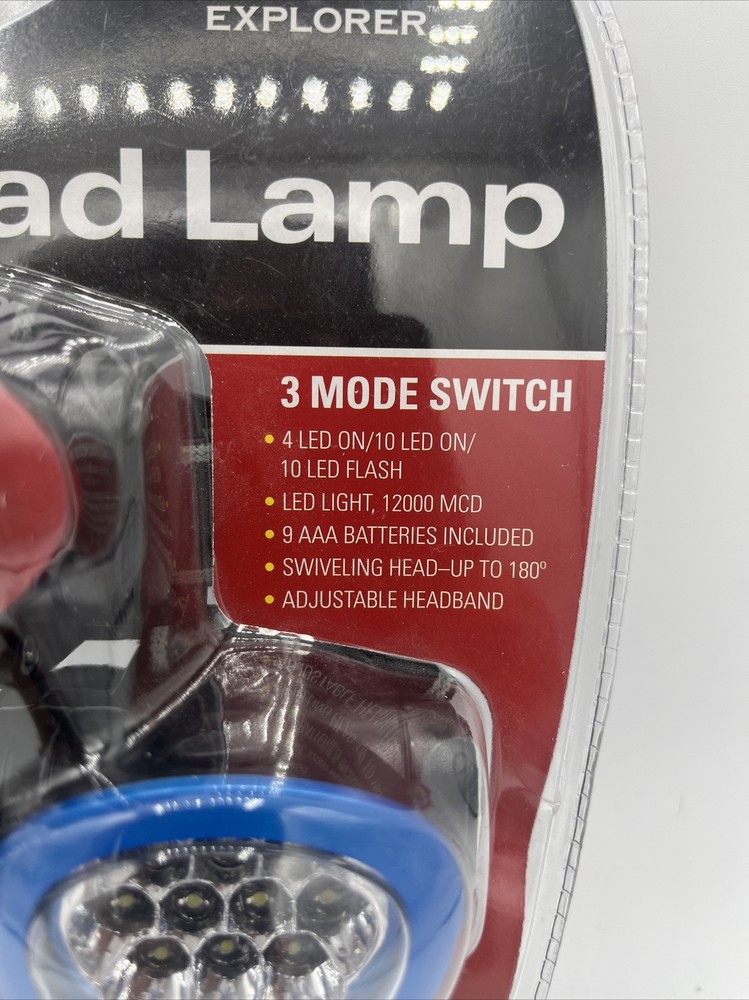 EXPLORER™
ad Lamp
3 MODE SWITCH
• 4 LED ON/10 LED ON/
10 LED FLASH
• LED LIGHT, 12000 MCD
• 9 AAA BATTERIES INCLUDED
• SWIVELING HEAD–UP TO 180º
• ADJUSTABLE HEADBAND